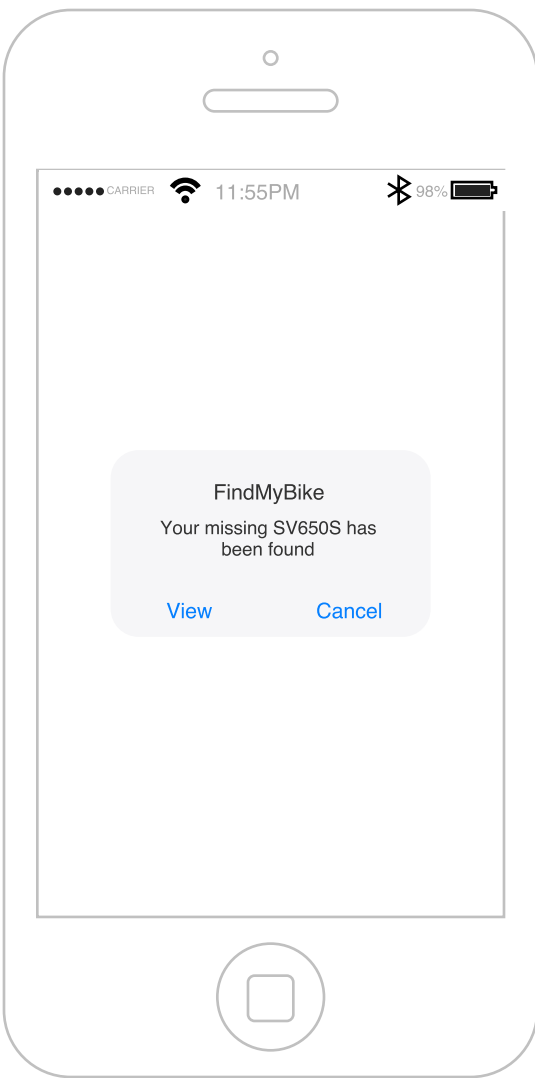 ●●●●● CARRIER 11:55PM 98%
FindMyBike
Your missing SV650S has
been found
View Cancel